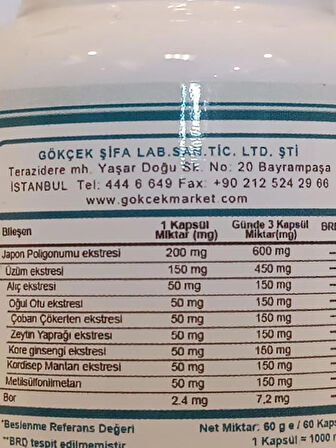 GÖKÇEK ŞİFA LAB.SAN.TİC. LTD. ŞTİ
Terazidere mh. Yaşar Doğu SK. No: 20 Bayrampaşa
İSTANBUL Tel: 444 6 649 Fax: +90 212 524 29 66
www.gokcekmarket.com
Bileşen 1 Kapsül Miktar (mg) Günde 3 Kapsül Miktar(mg) BRD
Japon Poligonumu ekstresi 200 mg 600 mg
Üzüm ekstresi 150 mg 450 mg
Alıç ekstresi 50 mg 150 mg
Oğul Otu ekstresi 50 mg 150 mg
Çoban Çökerten ekstresi 50 mg 150 mg
Zeytin Yaprağı ekstresi 50 mg 150 mg
Kore ginsengi ekstresi 50 mg 150 mg
Kordisep Mantarı ekstresi 50 mg 150 mg
Metilsülfonilmetan 50 mg 150 mg
Bor 2.4 mg 7.2 mg
*Beslenme Referans Değeri Net Miktar: 60 g e / 60 Kaps
**BRD tespit edilmemiştir 1 Kapsül = 1000